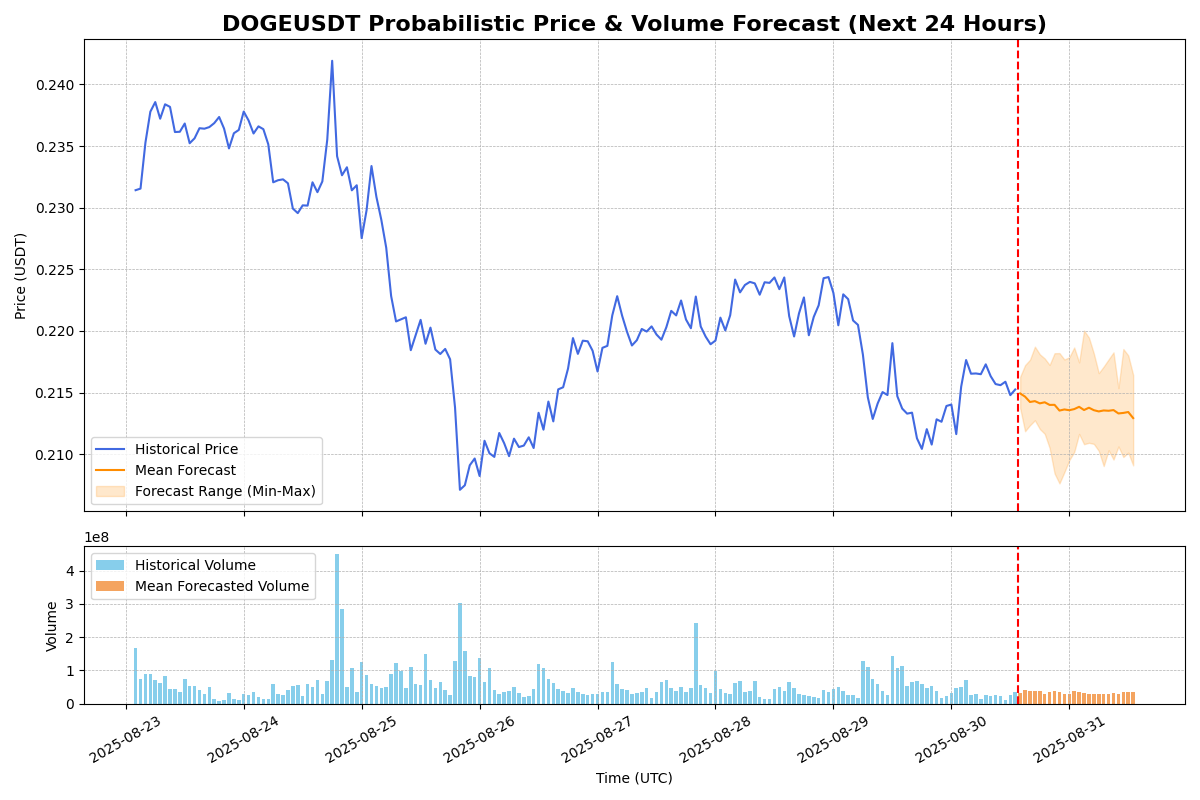 DOGEUSDT Probabilistic Price & Volume Forecast (Next 24 Hours)
Price (USDT)
0.240
0.235
0.230
0.225
0.220
0.215
0.210
Historical Price
Mean Forecast
Forecast Range (Min-Max)
1e8
Volume
4
3
2
1
0
Historical Volume
Mean Forecasted Volume
2025-08-23
2025-08-24
2025-08-25
2025-08-26
2025-08-27
2025-08-28
2025-08-29
2025-08-30
2025-08-31
Time (UTC)